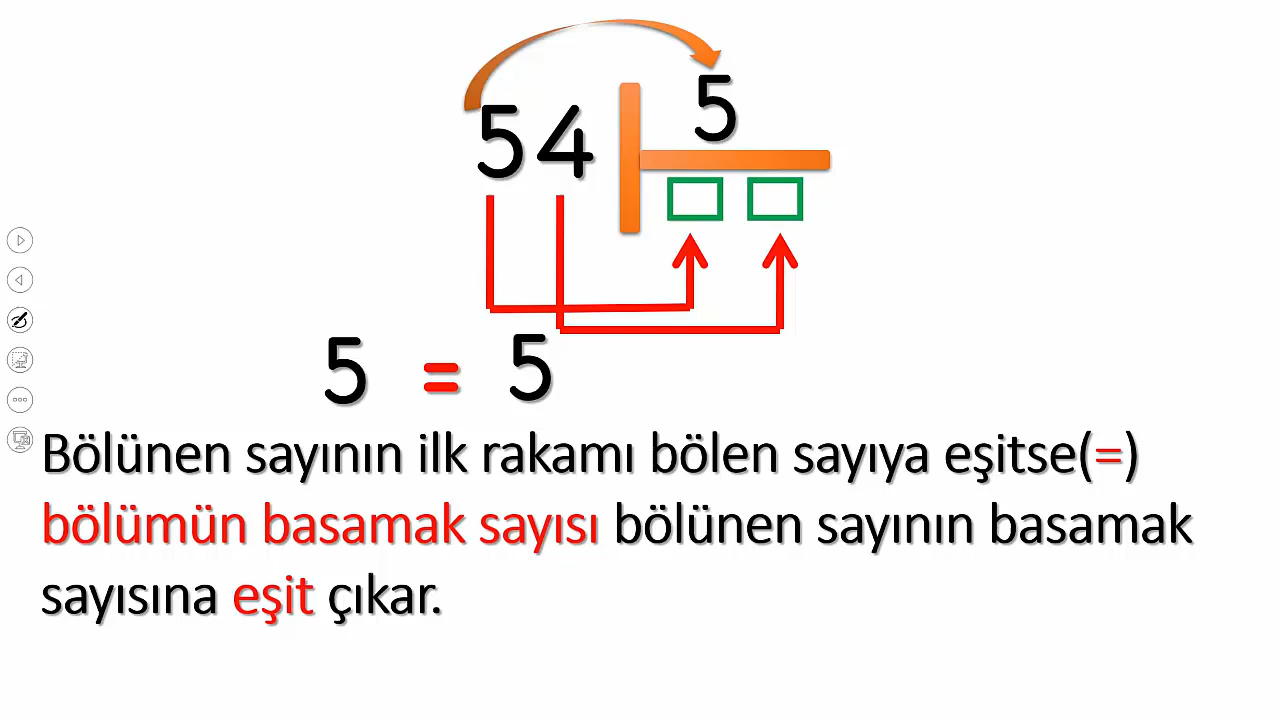 5
54
5 = 5
Bölünen sayının ilk rakamı bölen sayıya eşitse(=)
bölümün basamak sayısı bölünen sayının basamak
sayısına eşit çıkar.